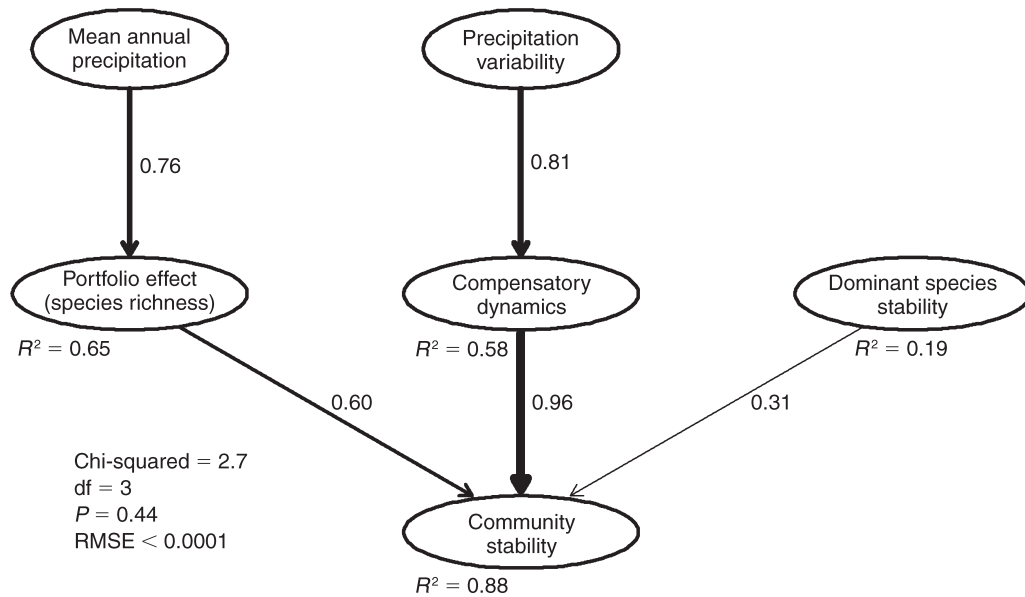 Mean annual
precipitation
Precipitation
variability
0.76
0.81
Portfolio effect
(species richness)
Compensatory
dynamics
Dominant species
stability
R² = 0.65
R² = 0.58
R² = 0.19
0.60
0.96
0.31
Chi-squared = 2.7
df = 3
P = 0.44
RMSE < 0.0001
Community
stability
R² = 0.88